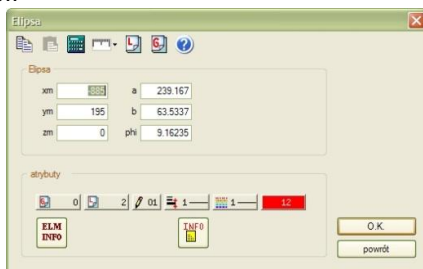 Elipsa
Elipsa
xm -885 a 239.167
ym 195 b 63.5337
zm 0 phi 9.16235
atrybuty
0 2 01 1 1 12
ELM INFO
INFO
O.K.
powrót